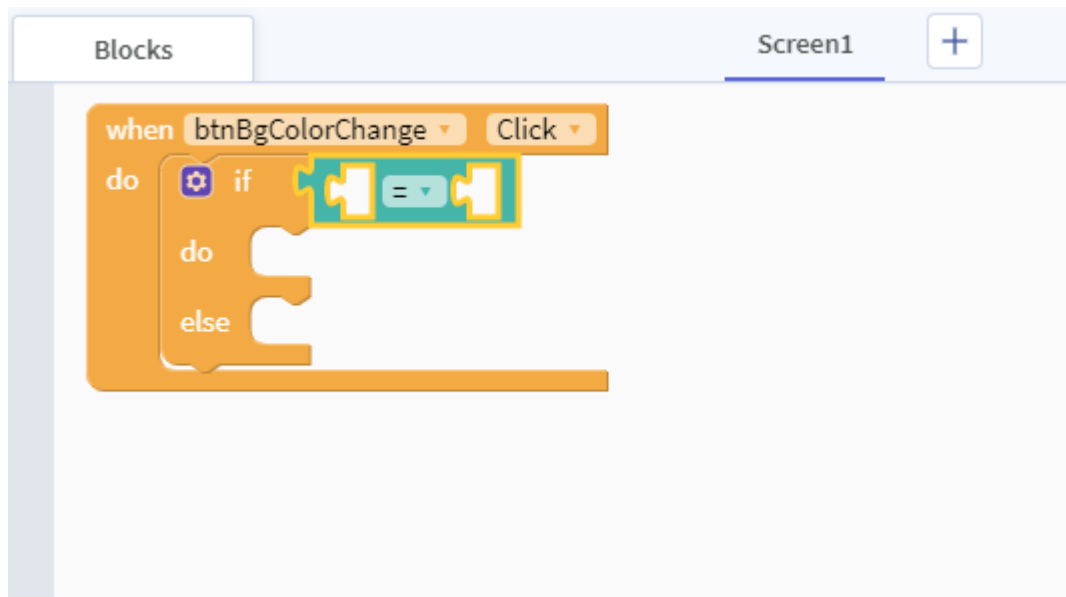 Blocks
Screen1 +
when btnBgColorChange Click
do if =
do
else